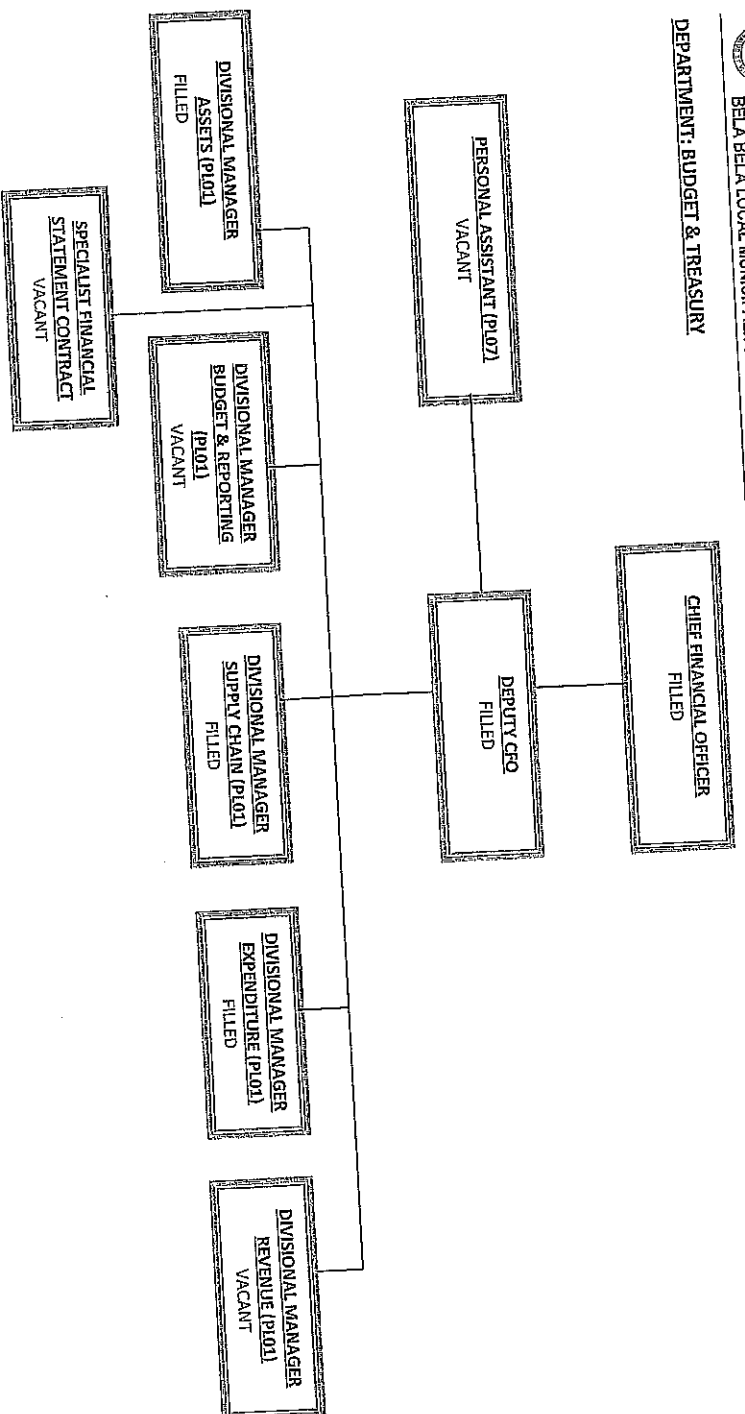 BELA BELA LOCAL
DEPARTMENT: BUDGET & TREASURY
CHIEF FINANCIAL OFFICER
FILLED
DEPUTY CFO
FILLED
PERSONAL ASSISTANT (PL07)
VACANT
DIVISIONAL MANAGER
ASSETS (PL01)
FILLED
SPECIALIST FINANCIAL
STATEMENT CONTRACT
VACANT
DIVISIONAL MANAGER
BUDGET & REPORTING
(PL01)
VACANT
DIVISIONAL MANAGER
SUPPLY CHAIN (PL01)
FILLED
DIVISIONAL MANAGER
EXPENDITURE (PL01)
FILLED
DIVISIONAL MANAGER
REVENUE (PL01)
VACANT